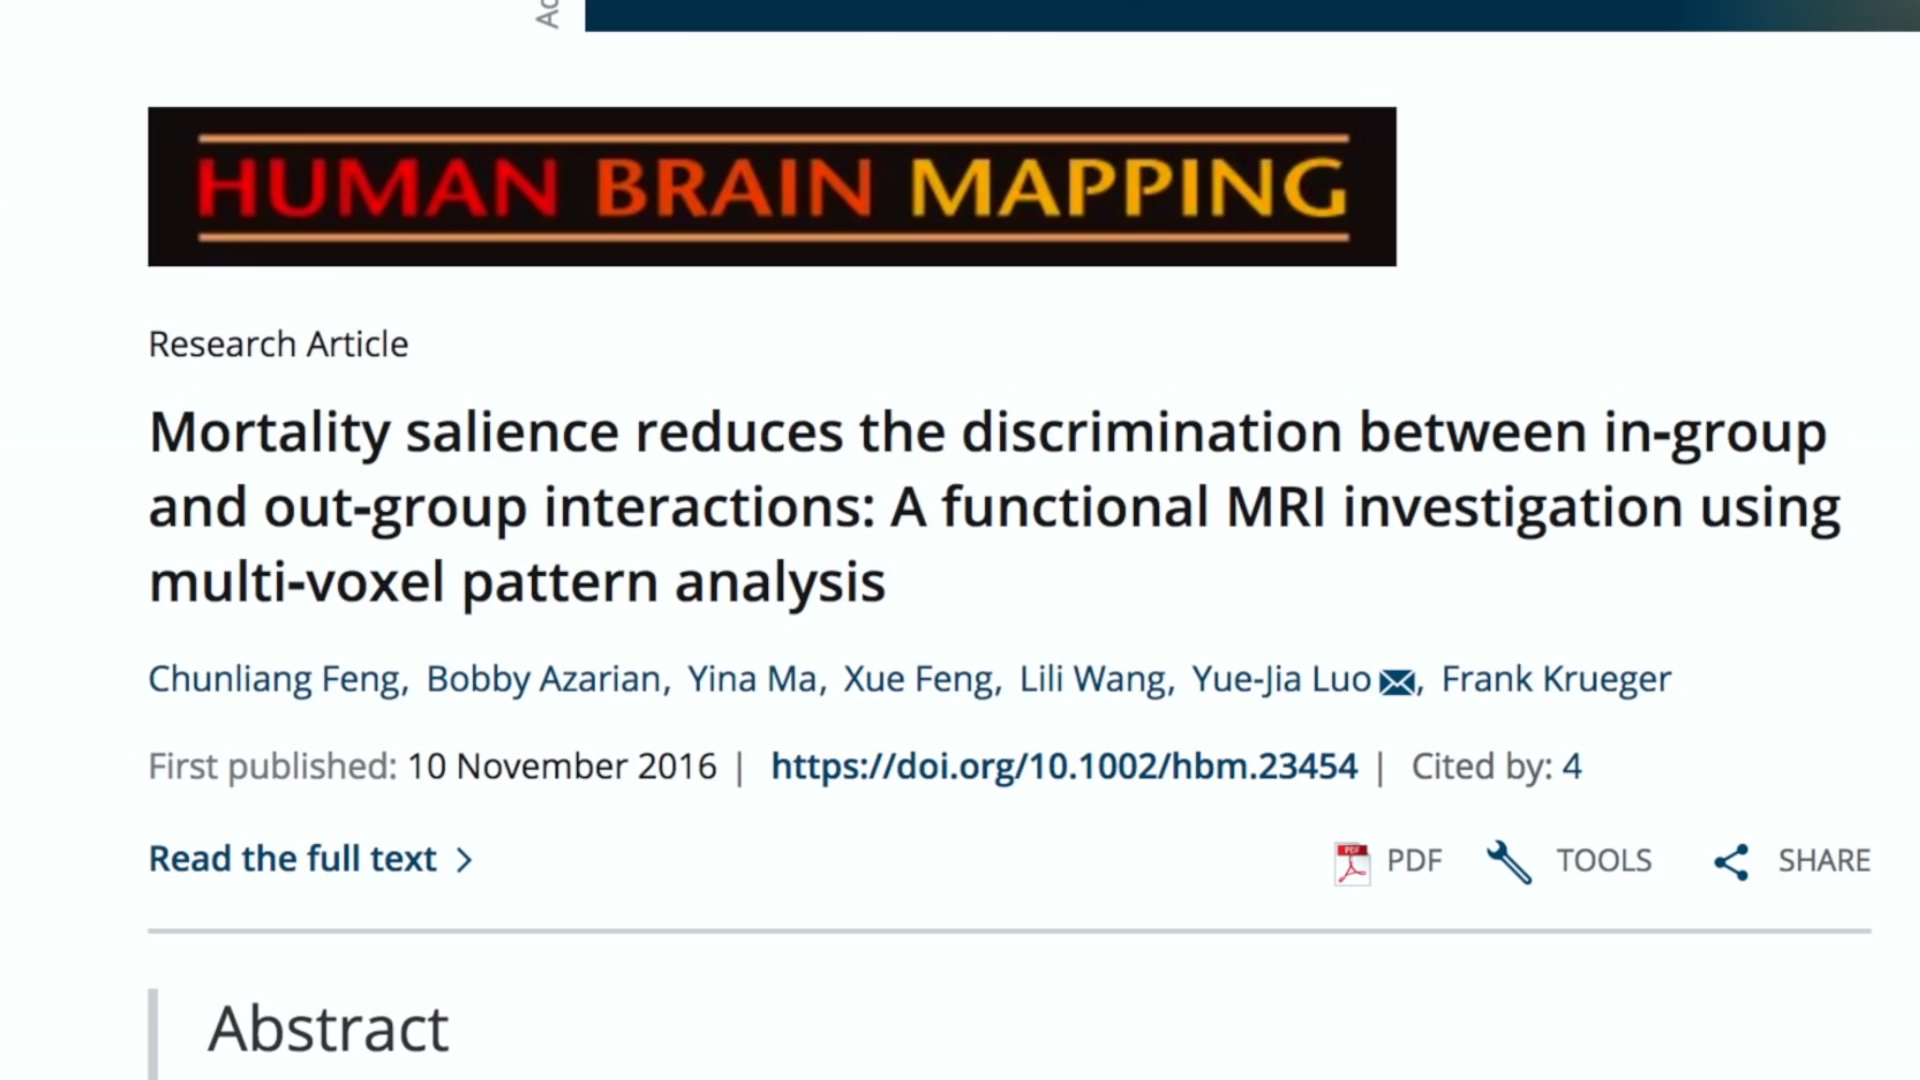 HUMAN BRAIN MAPPING
Research Article
Mortality salience reduces the discrimination between in-group
and out-group interactions: A functional MRI investigation using
multi-voxel pattern analysis
Chunliang Feng, Bobby Azarian, Yina Ma, Xue Feng, Lili Wang, Yue-Jia Luo, Frank Krueger
First published: 10 November 2016 | https://doi.org/10.1002/hbm.23454 | Cited by: 4
Read the full text > PDF TOOLS SHARE
Abstract